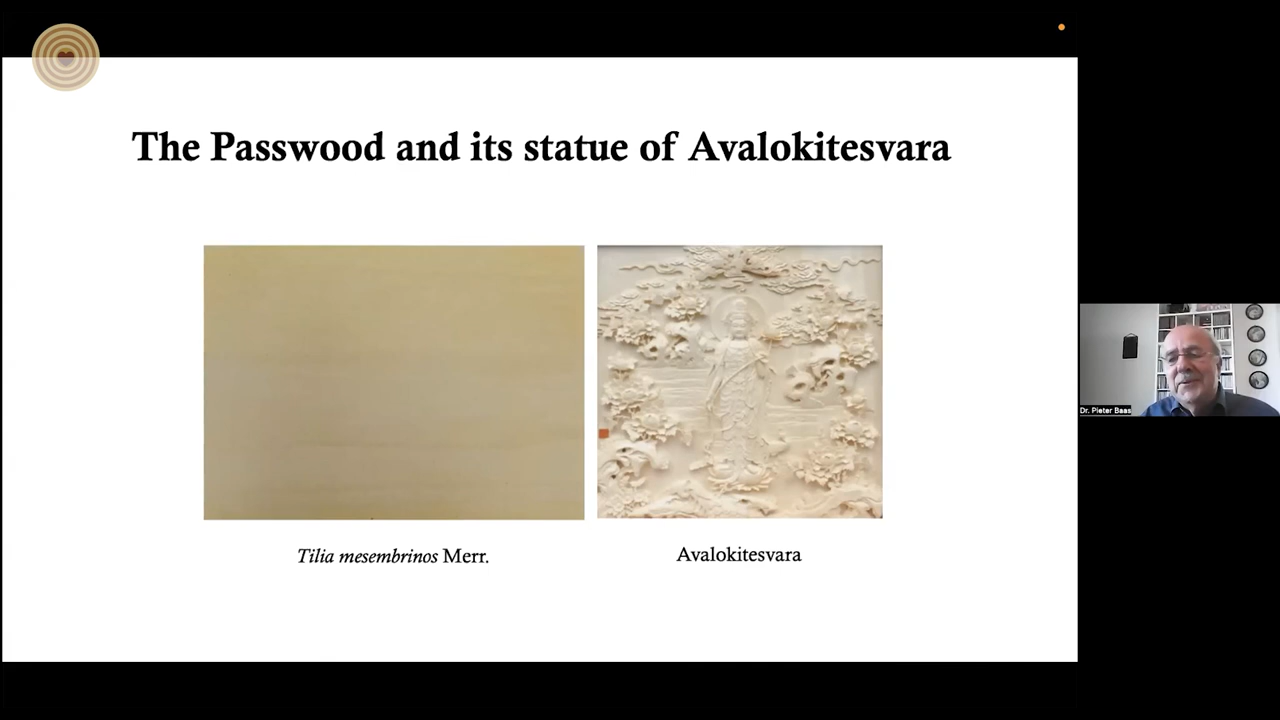 The Passwood and its statue of Avalokitesvara
Tilia mesembrinos Merr.
Avalokitesvara
Dr. Pieter Baas